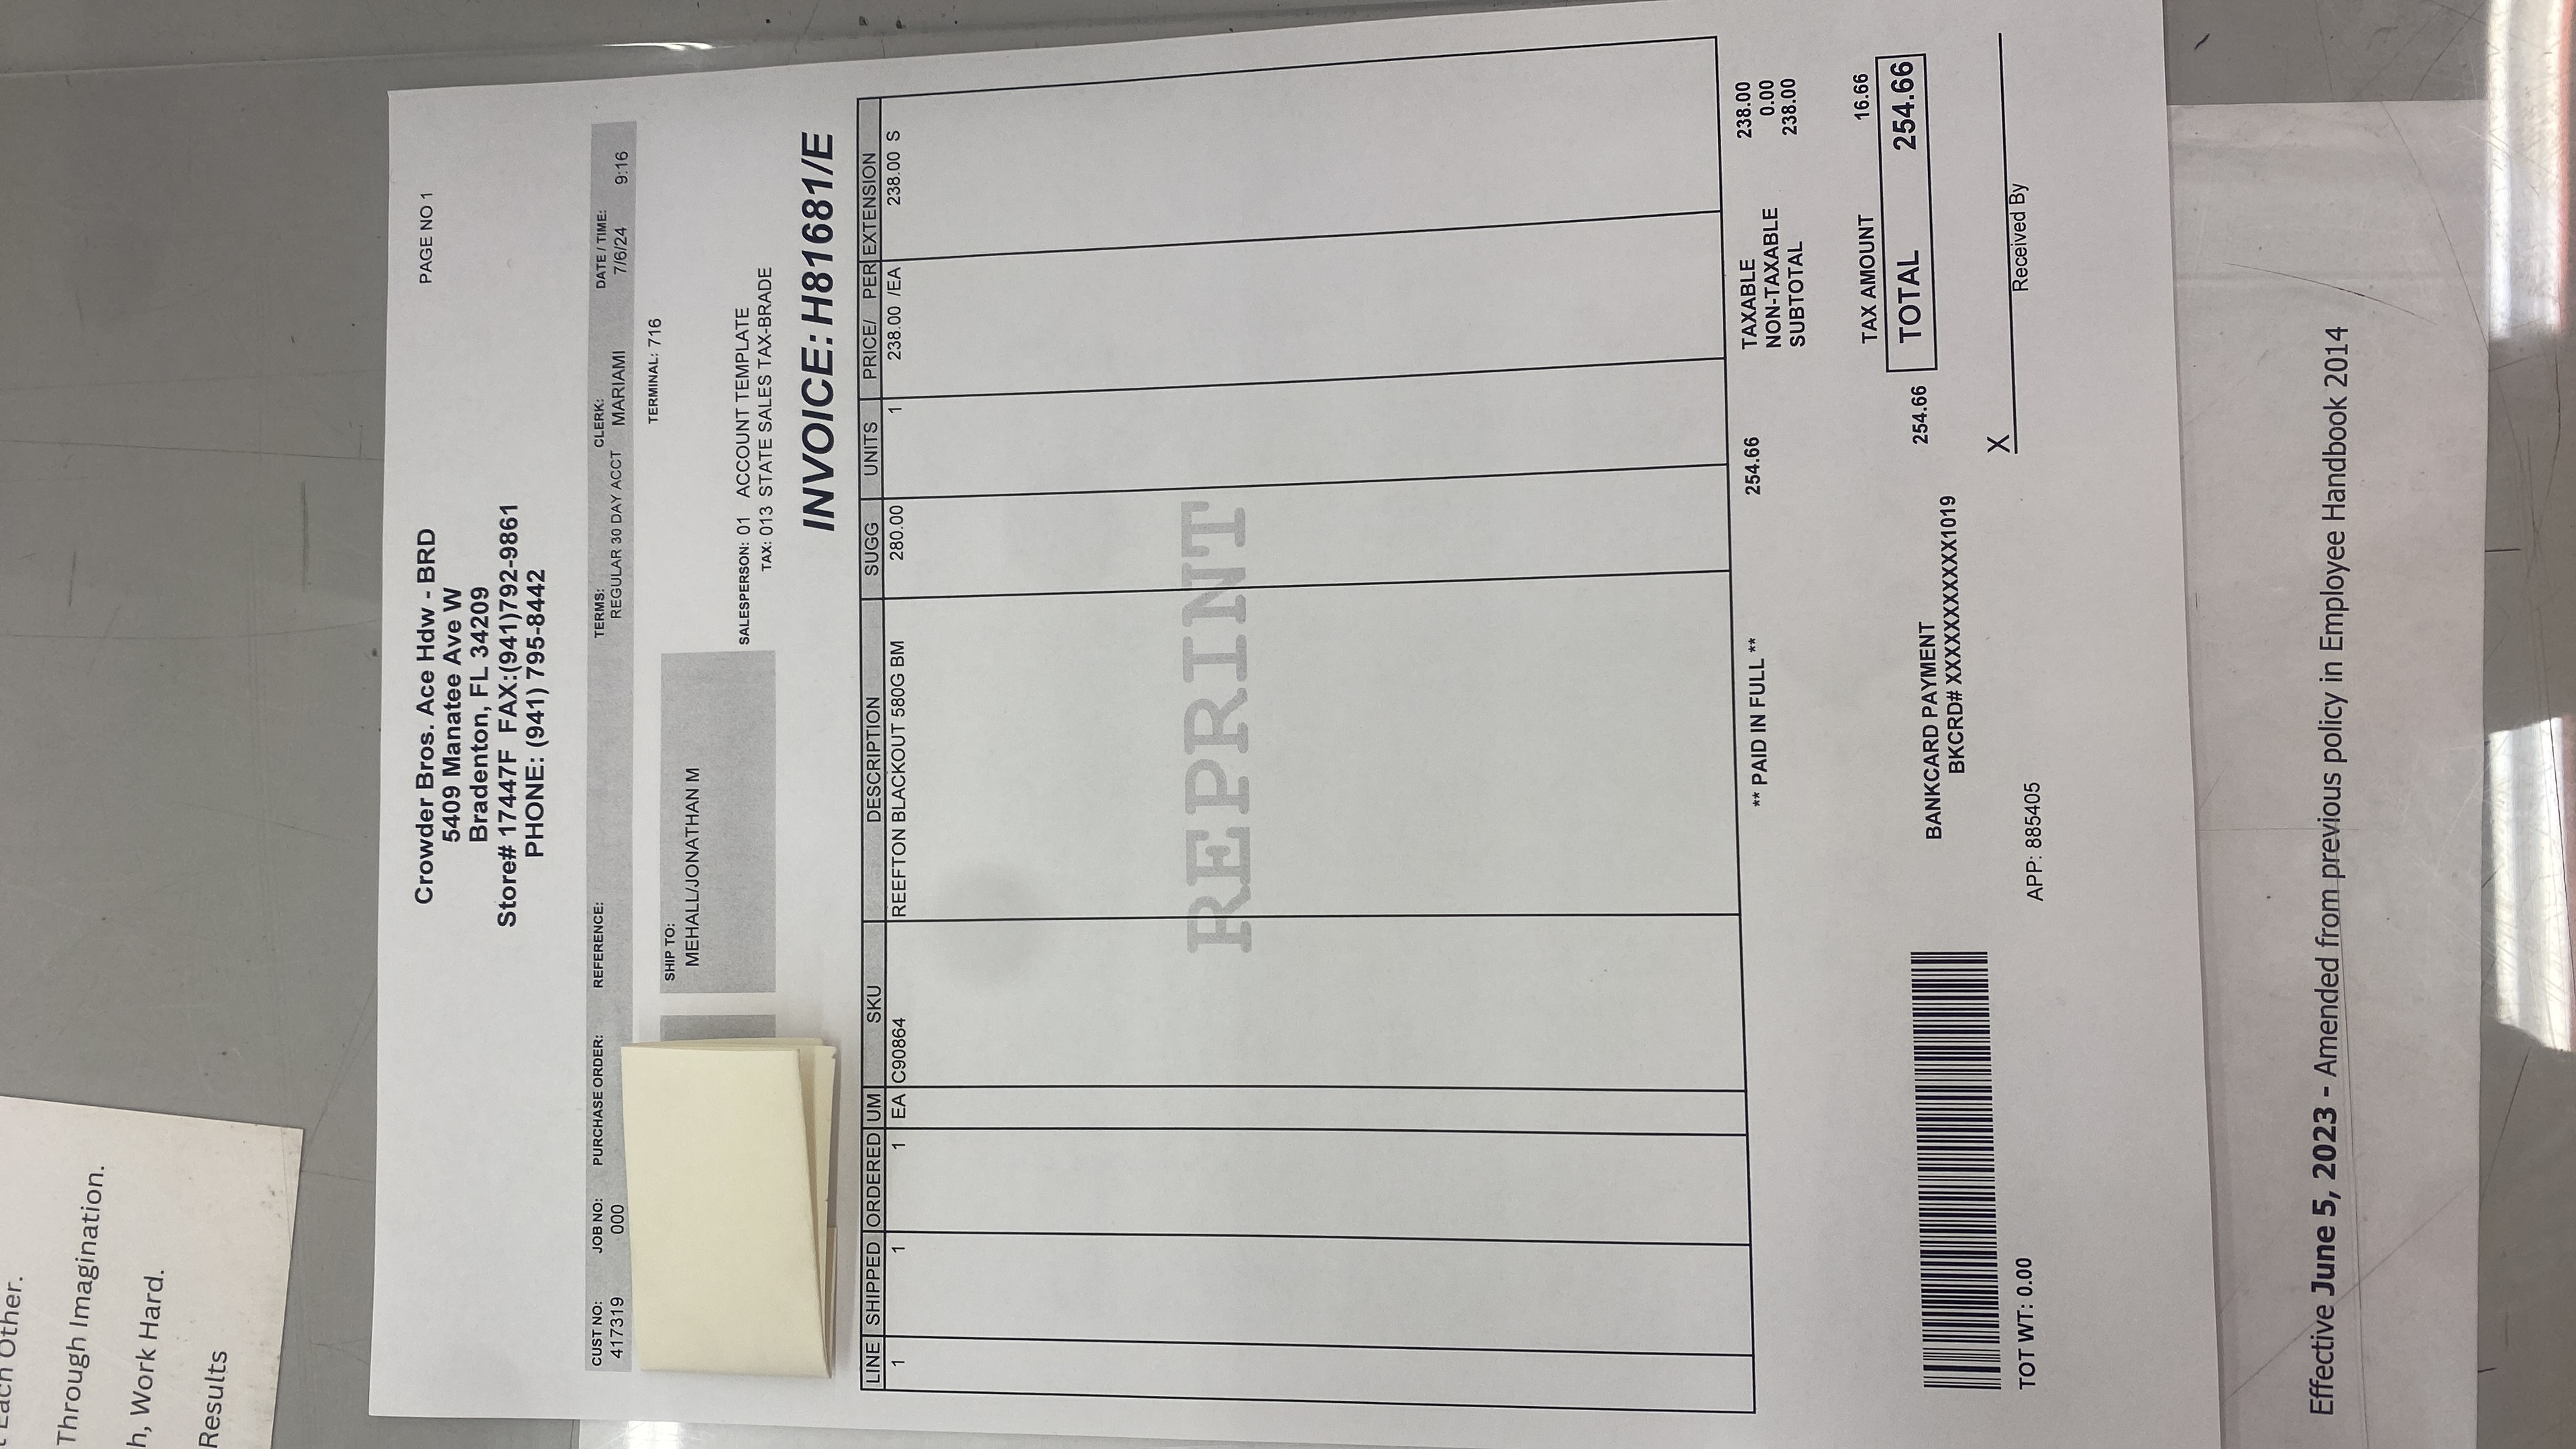 Each Other.
Through Imagination.
h, Work Hard.
Results
PAGE NO 1
Crowder Bros. Ace Hdw - BRD
5409 Manatee Ave W
Bradenton, FL 34209
Store# 17447F FAX:(941)792-9861
PHONE: (941) 795-8442
CUST NO: JOB NO: PURCHASE ORDER: REFERENCE: TERMS: CLERK: DATE / TIME:
417319 000 REGULAR 30 DAY ACCT MARIAMI 7/6/24 9:16
TERMINAL: 716
SHIP TO:
MEHALL/JONATHAN M
SALESPERSON: 01 ACCOUNT TEMPLATE
TAX: 013 STATE SALES TAX-BRADE
INVOICE: H81681/E
LINE SHIPPED ORDERED UM SKU DESCRIPTION SUGG UNITS PRICE/ PER EXTENSION
1 1 1 EA C90864 REEFTON BLACKOUT 580G BM 280.00 1 238.00 /EA 238.00 S
REPRINT
** PAID IN FULL ** 254.66 TAXABLE 238.00
NON-TAXABLE 0.00
SUBTOTAL 238.00
TAX AMOUNT 16.66
BANKCARD PAYMENT 254.66 TOTAL 254.66
BKCRD# XXXXXXXXXXXX1019
X
Received By
TOT WT: 0.00 APP: 885405
Effective June 5, 2023 - Amended from previous policy in Employee Handbook 2014